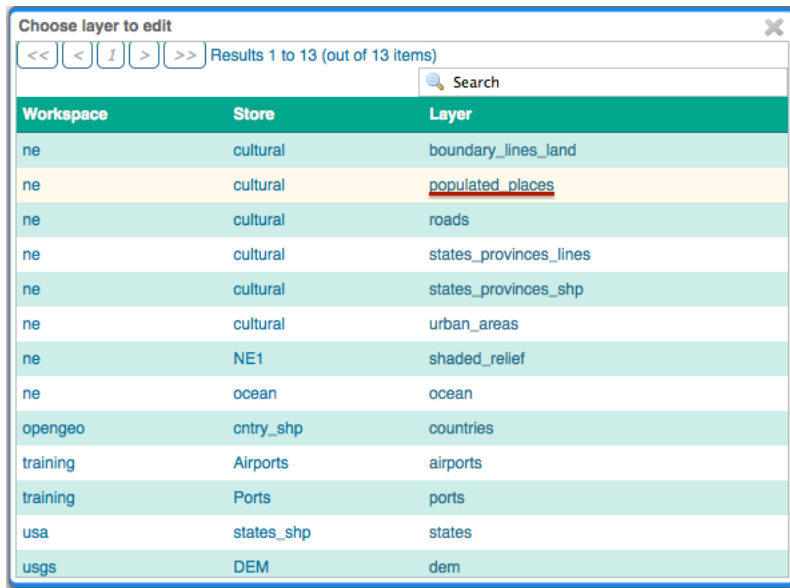 Choose layer to edit
<< < 1 > >> Results 1 to 13 (out of 13 items)
Search
Workspace Store Layer
ne cultural boundary_lines_land
ne cultural populated_places
ne cultural roads
ne cultural states_provinces_lines
ne cultural states_provinces_shp
ne cultural urban_areas
ne NE1 shaded_relief
ne ocean ocean
opengeo cntry_shp countries
training Airports airports
training Ports ports
usa states_shp states
usgs DEM dem